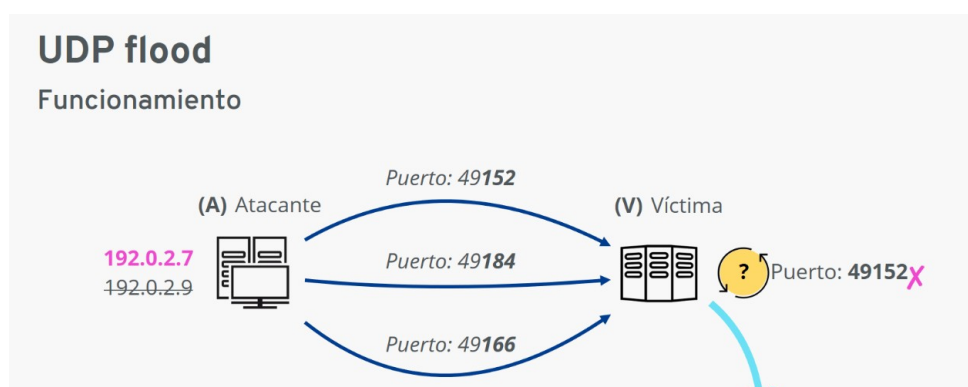 UDP flood
Funcionamiento
Puerto: 49152
(A) Atacante
(V) Víctima
192.0.2.7
192.0.2.9
Puerto: 49184
?
Puerto: 49152
X
Puerto: 49166